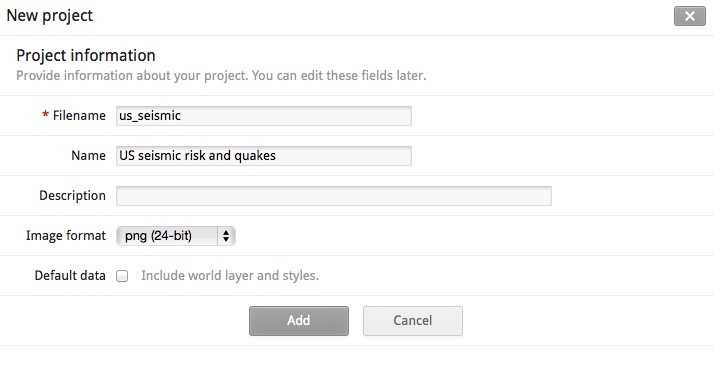 New project
Project information
Provide information about your project. You can edit these fields later.
* Filename us_seismic
Name US seismic risk and quakes
Description
Image format png (24-bit)
Default data Include world layer and styles.
Add Cancel